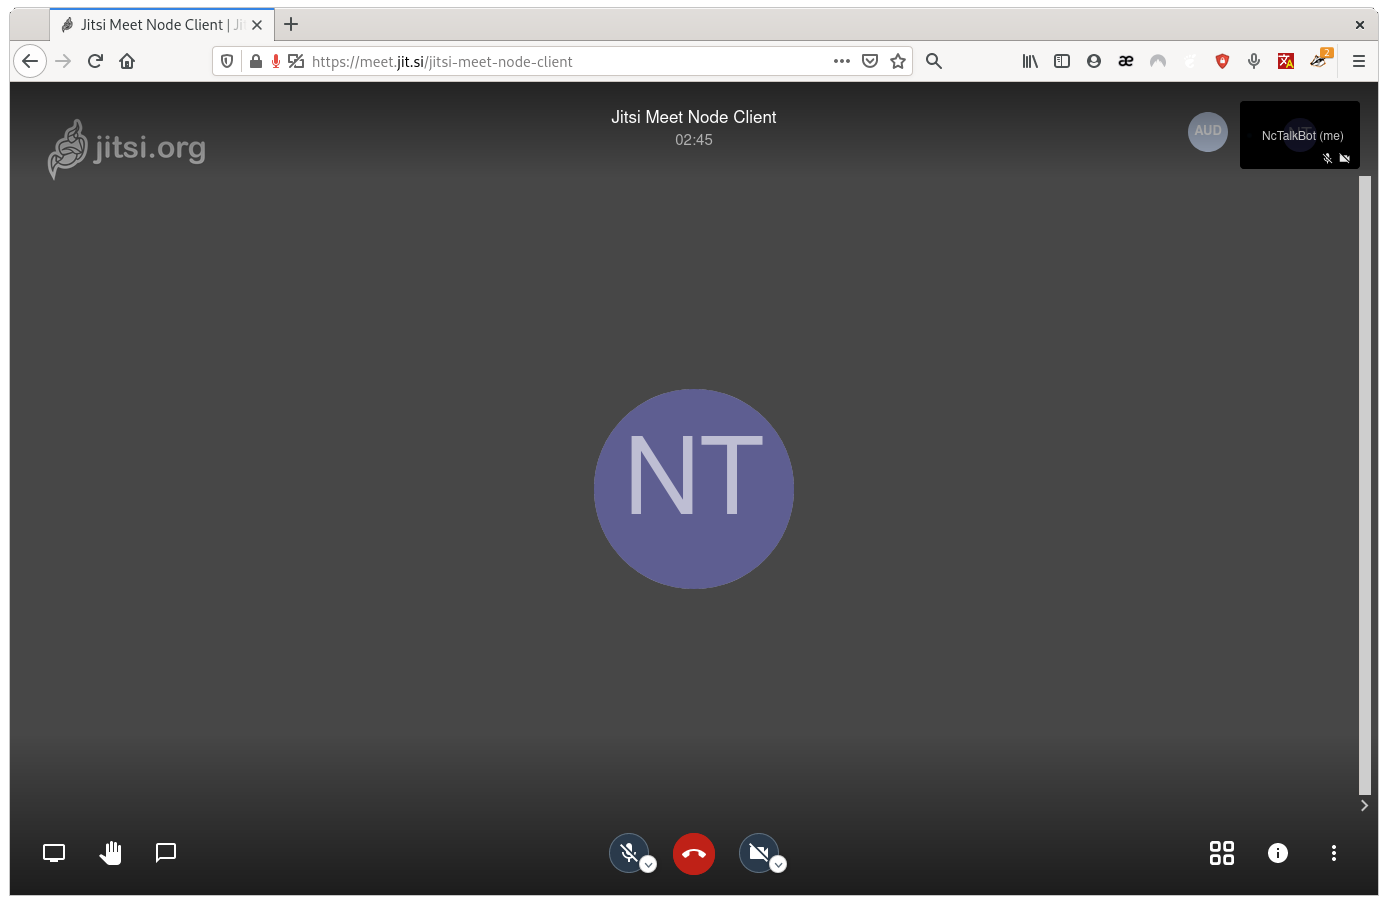 Jitsi Meet Node Client | Jit
https://meet.jit.si/jitsi-meet-node-client
æ
2
jitsi.org
Jitsi Meet Node Client
02:45
AUD
NcTalkBot (me)
NT